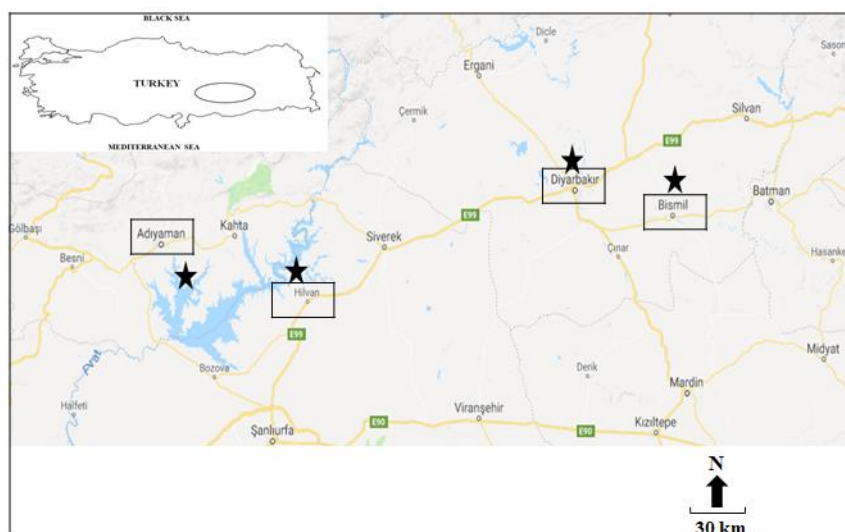 BLACK SEA
TURKEY
MEDITERRANEAN SEA
Dicle
Ergani
Sason
Çermik
Silvan
E99
Diyarbakır
Batman
Bismil
E99
Gölbaşı
Adıyaman
Kahta
Siverek
Besni
Çınar
Hasanke
Hilvan
E99
Fırat
Bozova
Derik
Midyat
Mardin
Halfeti
Viranşehir
E90
Şanlıurfa
Kızıltepe
E90
N
30 km